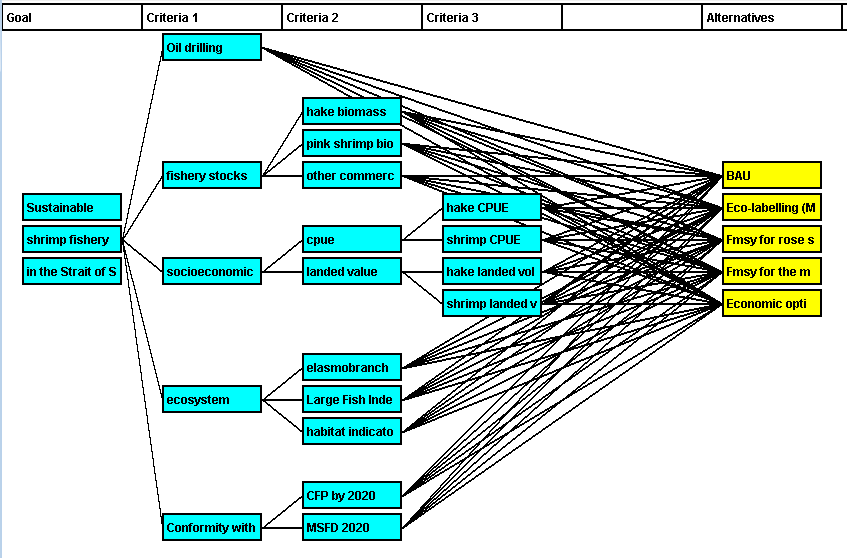 Goal Criteria 1 Criteria 2 Criteria 3 Alternatives
Oil drilling
hake biomass
pink shrimp bio
fishery stocks other commerc BAU
Sustainable hake CPUE Eco-labelling (M
shrimp fishery cpue shrimp CPUE Fmsy for rose s
in the Strait of S socioeconomic landed value hake landed vol Fmsy for the m
shrimp landed v Economic opti
elasmobranch
ecosystem Large Fish Inde
habitat indicato
CFP by 2020
Conformity with MSFD 2020